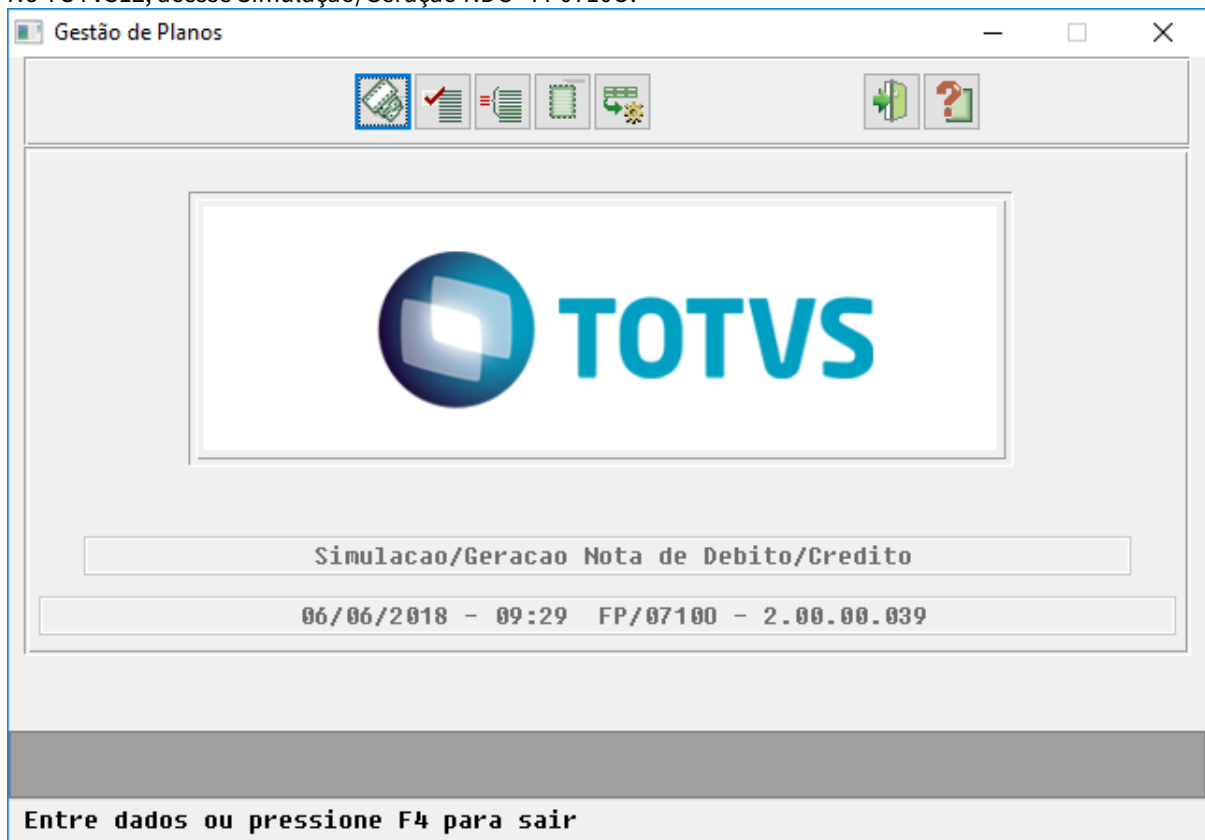 Gestão de Planos
TOTVS
Simulacao/Geracao Nota de Debito/Credito
06/06/2018 - 09:29 FP/0710O - 2.00.00.039
Entre dados ou pressione F4 para sair